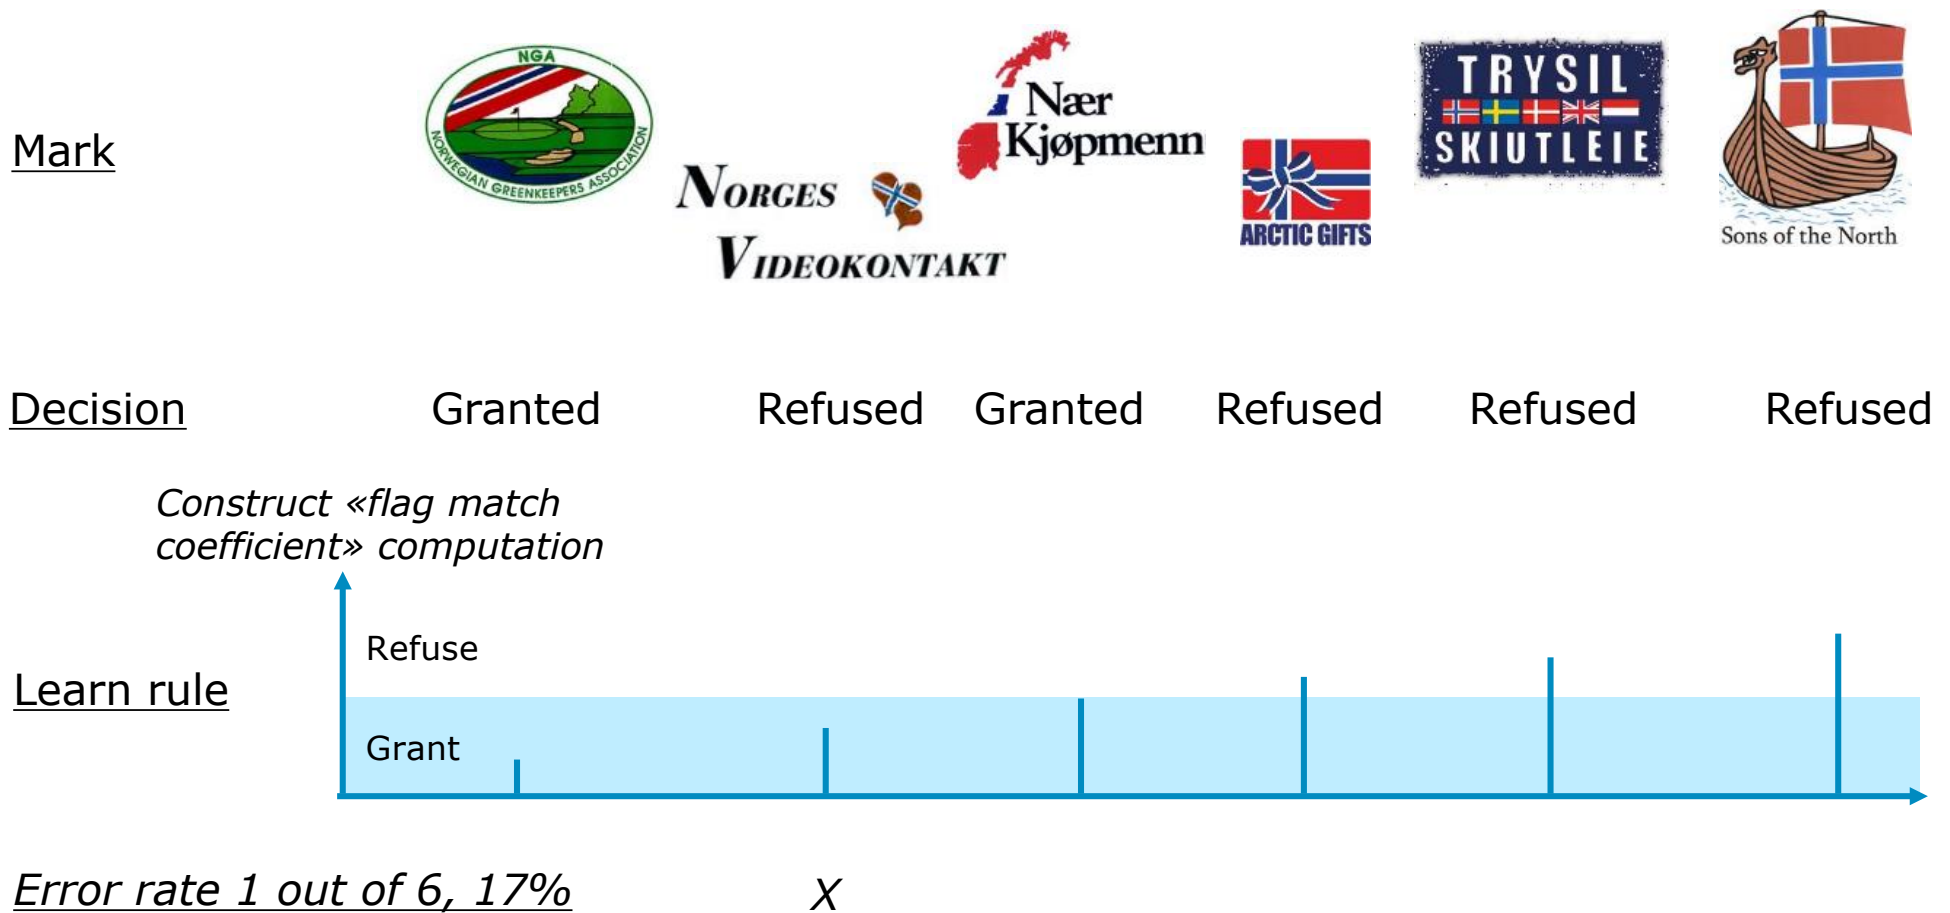 Mark
NGA
NORWEGIAN GREENKEEPERS ASSOCIATION
NORGES
VIDEOKONTAKT
Nær
Kjøpmenn
ARCTIC GIFTS
TRYSIL
SKIUTLEIE
Sons of the North
Decision Granted Refused Granted Refused Refused Refused
Construct «flag match
coefficient» computation
Refuse
Learn rule
Grant
Error rate 1 out of 6, 17% X